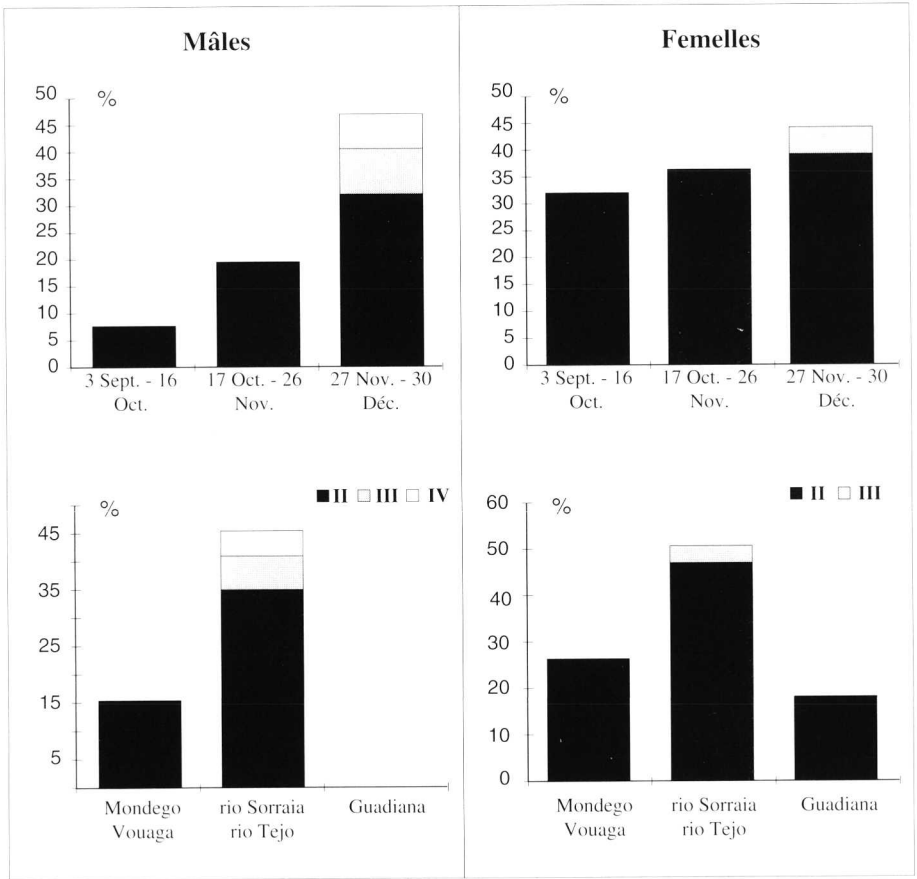 Mâles
%
50
45
40
35
30
25
20
15
10
5
0
3 Sept. - 16
Oct.
17 Oct. - 26
Nov.
27 Nov. - 30
Déc.
Femelles
%
50
45
40
35
30
25
20
15
10
5
0
3 Sept. - 16
Oct.
17 Oct. - 26
Nov.
27 Nov. - 30
Déc.
II III IV
%
45
35
25
15
5
Mondego
Vouaga
rio Sorraia
rio Tejo
Guadiana
II III
%
60
50
40
30
20
10
0
Mondego
Vouaga
rio Sorraia
rio Tejo
Guadiana